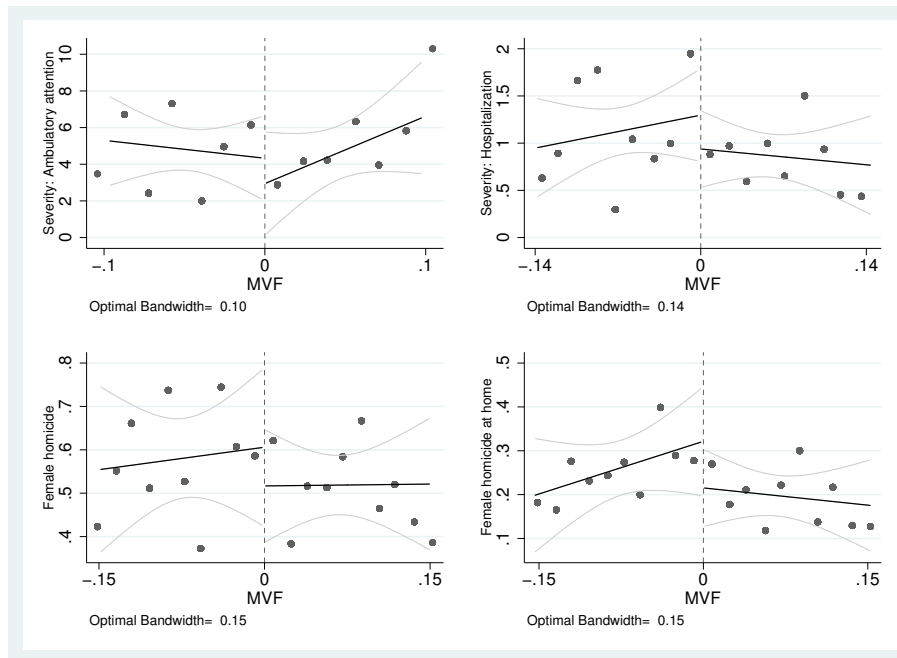 Severity: Ambulatory attention
10
8
6
4
2
0
-.1
0
.1
MVF
Optimal Bandwidth= 0.10
Severity: Hospitalization
2
1.5
1
.5
0
-.14
0
.14
MVF
Optimal Bandwidth= 0.14
Female homicide
.8
.7
.6
.5
.4
-.15
0
.15
MVF
Optimal Bandwidth= 0.15
Female homicide at home
.5
.4
.3
.2
.1
-.15
0
.15
MVF
Optimal Bandwidth= 0.15